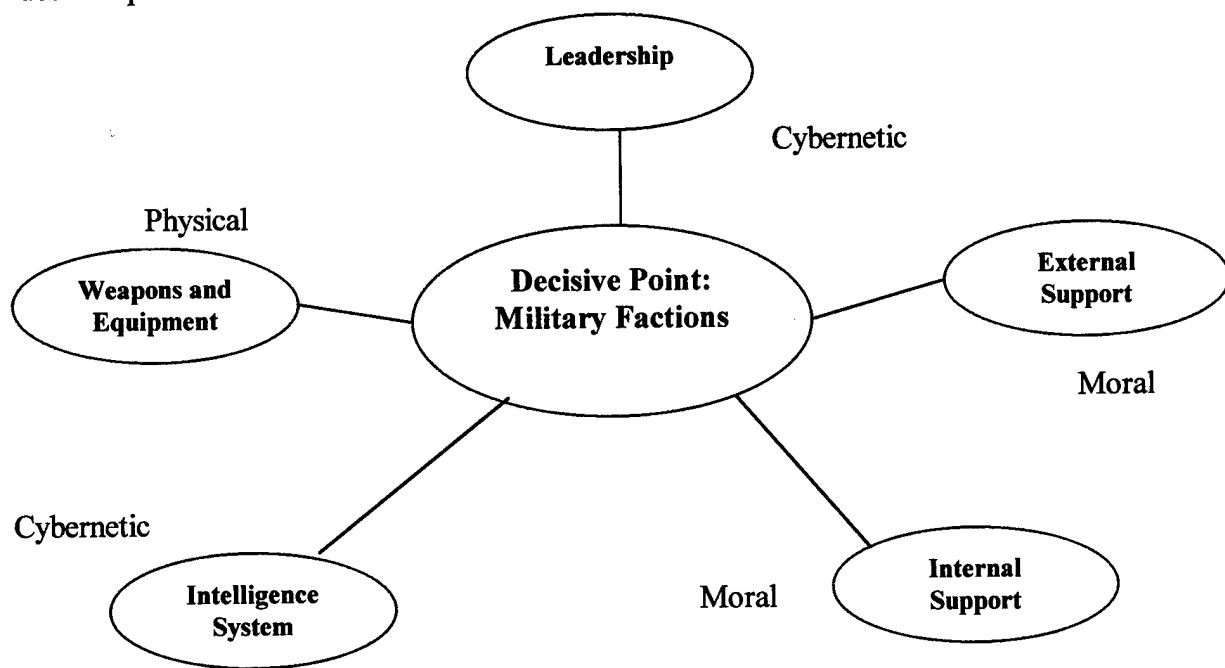 Leadership
Cybernetic
Physical
Weapons and
Equipment
Decisive Point:
Military Factions
External
Support
Moral
Cybernetic
Intelligence
System
Moral
Internal
Support